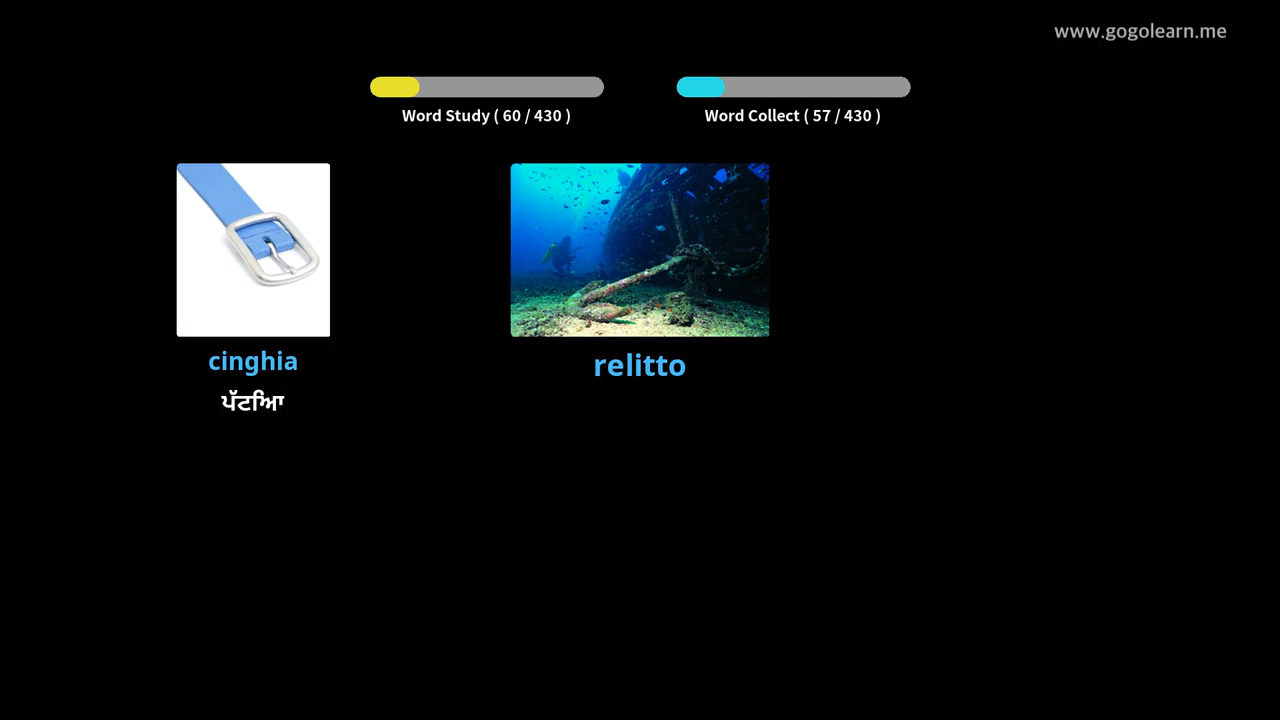 www.gogolearn.me
Word Study ( 60 / 430 )
Word Collect ( 57 / 430 )
cinghia
relitto
ਪੱਟਿਆ